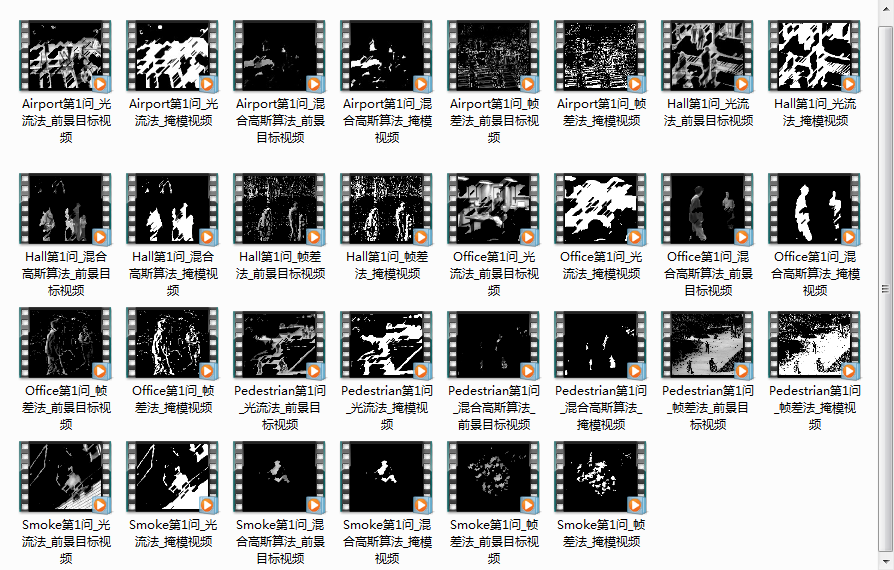 Airport第1问_光
流法_前景目标视
频
Airport第1问_光
流法_掩模视频
Airport第1问_混
合高斯算法_前景
目标视频
Airport第1问_混
合高斯算法_掩模
视频
Airport第1问_帧
差法_前景目标视
频
Airport第1问_帧
差法_掩模视频
Hall第1问_光流
法_前景目标视频
Hall第1问_光流
法_掩模视频
Hall第1问_混合
高斯算法_前景目
标视频
Hall第1问_混合
高斯算法_掩模视
频
Hall第1问_帧差
法_前景目标视频
Hall第1问_帧差
法_掩模视频
Office第1问_光
流法_前景目标视
频
Office第1问_光
流法_掩模视频
Office第1问_混
合高斯算法_前景
目标视频
Office第1问_混
合高斯算法_掩模
视频
Office第1问_帧
差法_前景目标视
频
Office第1问_帧
差法_掩模视频
Pedestrian第1问
_光流法_前景目
标视频
Pedestrian第1问
_光流法_掩模视
频
Pedestrian第1问
_混合高斯算法_
前景目标视频
Pedestrian第1问
_混合高斯算法_
掩模视频
Pedestrian第1问
_帧差法_前景目
标视频
Pedestrian第1问
_帧差法_掩模视
频
Smoke第1问_光
流法_前景目标视
频
Smoke第1问_光
流法_掩模视频
Smoke第1问_混
合高斯算法_前景
目标视频
Smoke第1问_混
合高斯算法_掩模
视频
Smoke第1问_帧
差法_前景目标视
频
Smoke第1问_帧
差法_掩模视频